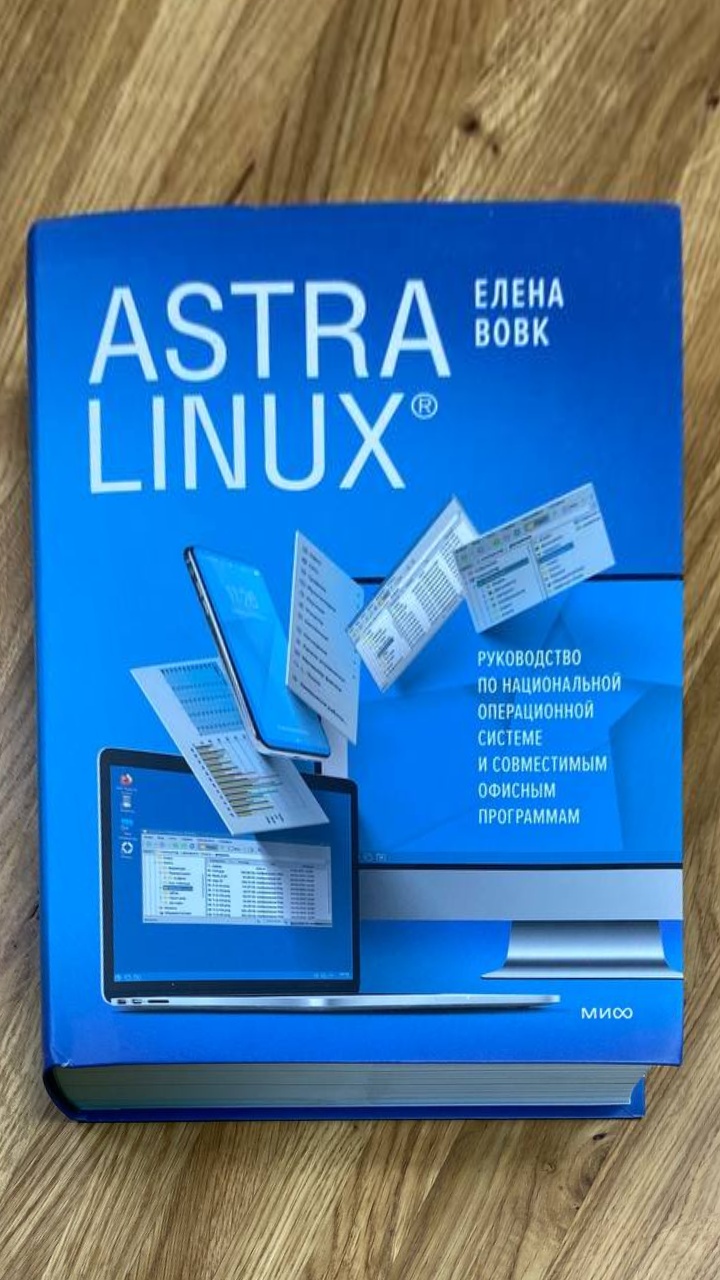 ASTRA
LINUX®
ЕЛЕНА
ВОВК
РУКОВОДСТВО
ПО НАЦИОНАЛЬНОЙ
ОПЕРАЦИОННОЙ
СИСТЕМЕ
И СОВМЕСТИМЫМ
ОФИСНЫМ
ПРОГРАММАМ
МИФ